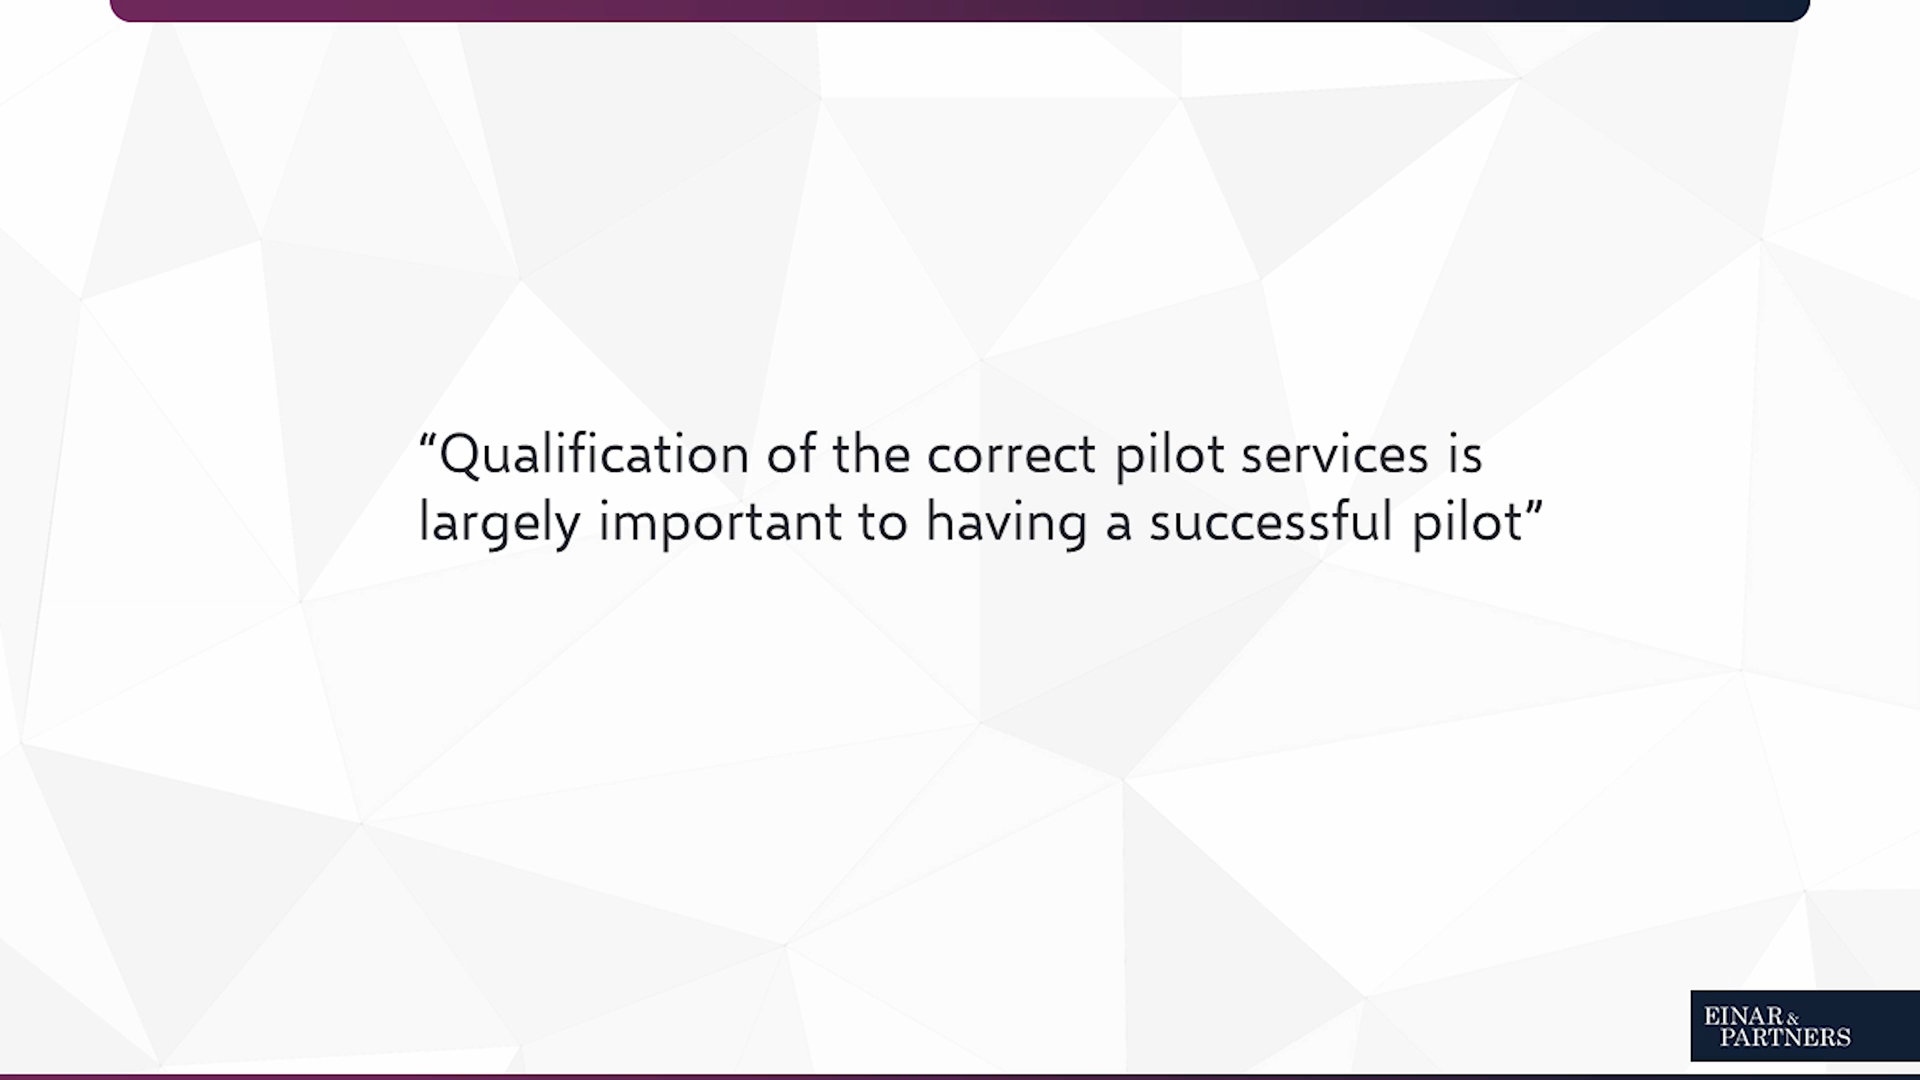 “Qualification of the correct pilot services is
largely important to having a successful pilot”
EINAR &
PARTNERS